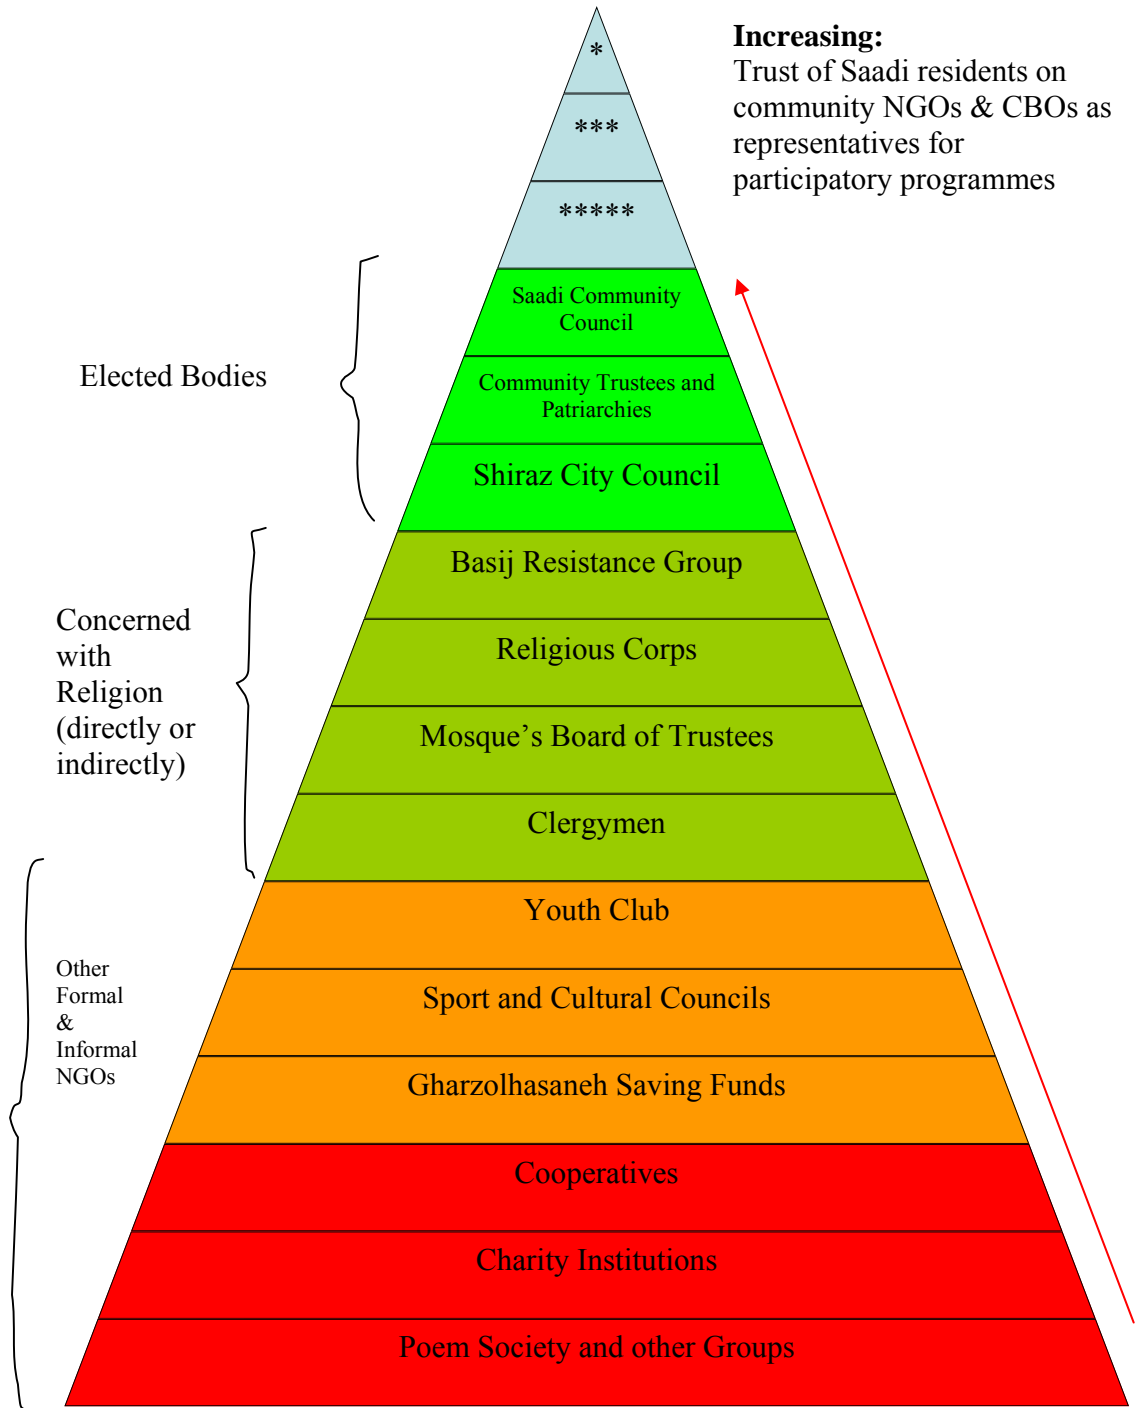 *
***
*****
Increasing:
Trust of Saadi residents on
community NGOs & CBOs as
representatives for
participatory programmes
Saadi Community
Council
Elected Bodies
Community Trustees and
Patriarchies
Shiraz City Council
Basij Resistance Group
Concerned
with
Religion
(directly or
indirectly)
Religious Corps
Mosque’s Board of Trustees
Clergymen
Youth Club
Other
Formal
&
Informal
NGOs
Sport and Cultural Councils
Gharzolhasaneh Saving Funds
Cooperatives
Charity Institutions
Poem Society and other Groups